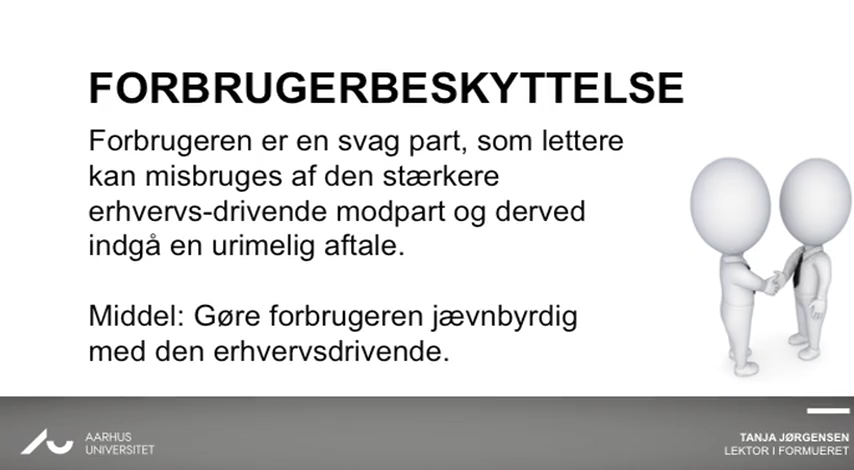 FORBRUGERBESKYTTELSE
Forbrugeren er en svag part, som lettere
kan misbruges af den stærkere
erhvervs-drivende modpart og derved
indgå en urimelig aftale.
Middel: Gøre forbrugeren jævnbyrdig
med den erhvervsdrivende.
AARHUS
UNIVERSITET
TANJA JØRGENSEN
LEKTOR I FORMUERET